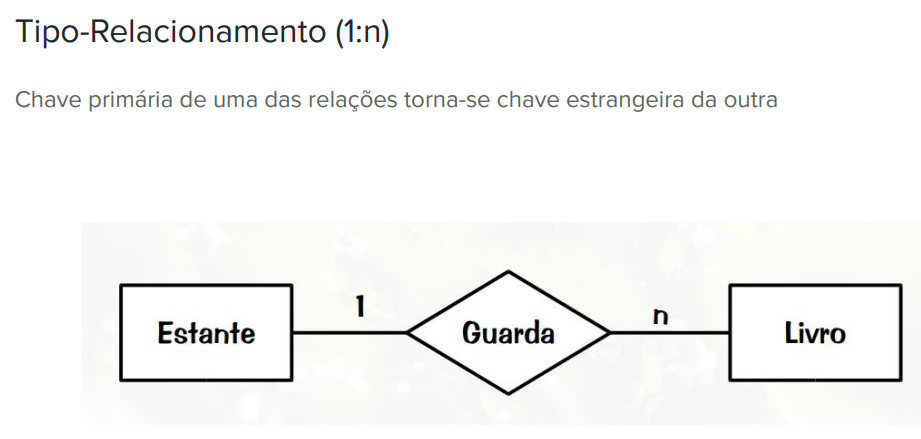 Tipo-Relacionamento (1:n)
Chave primária de uma das relações torna-se chave estrangeira da outra
1
n
Estante
Guarda
Livro